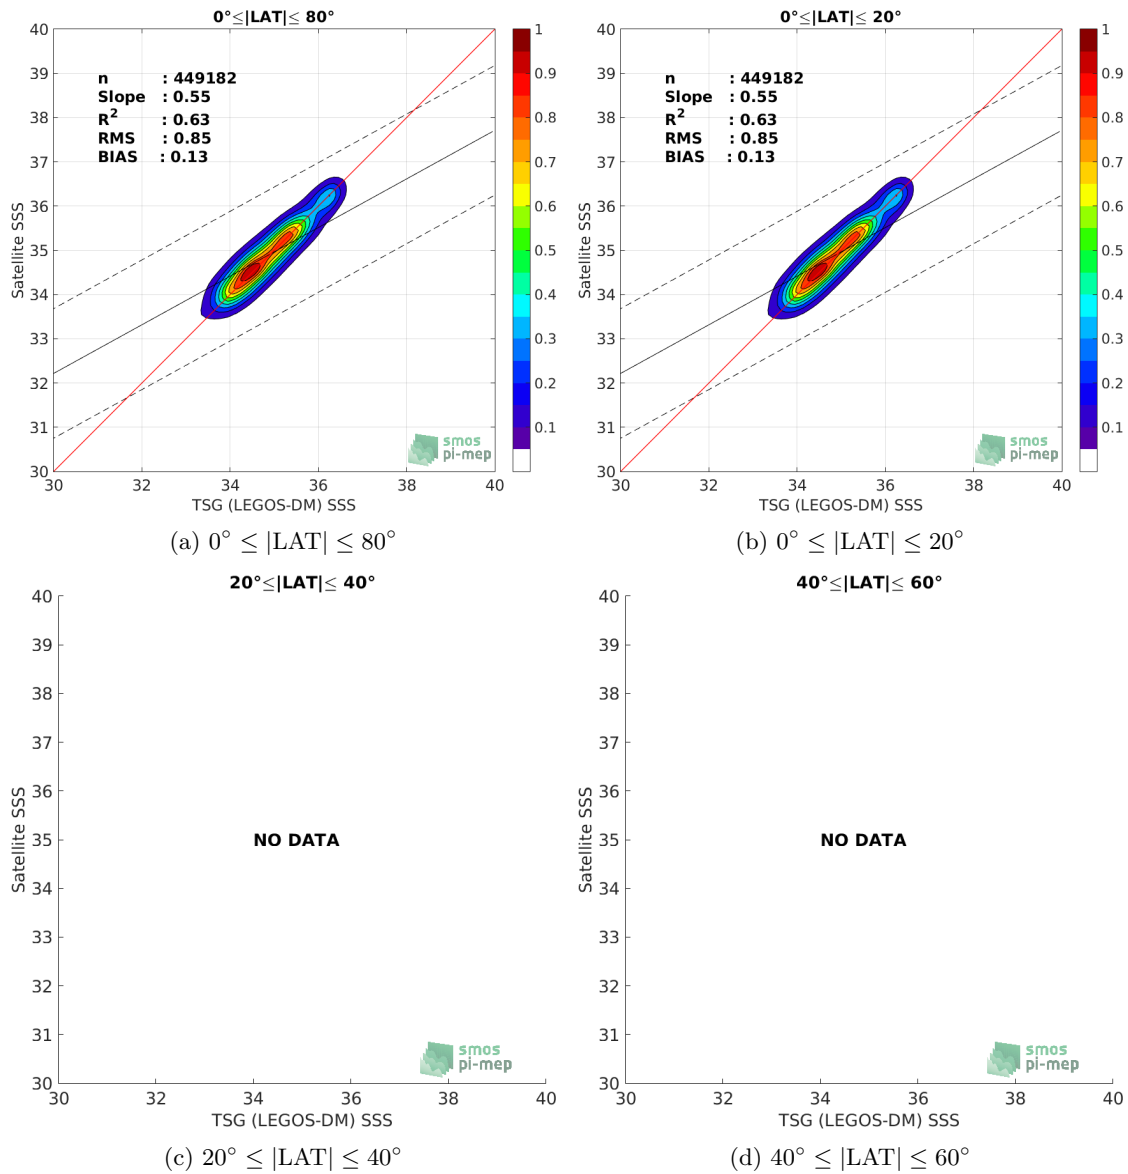 0°≤|LAT|≤ 80°
40
39
38
37
36
35
34
33
32
31
30
Satellite SSS
n : 449182
Slope : 0.55
R² : 0.63
RMS : 0.85
BIAS : 0.13
smos
pi-mep
30 32 34 36 38 40
TSG (LEGOS-DM) SSS
1
0.9
0.8
0.7
0.6
0.5
0.4
0.3
0.2
0.1
(a) 0° ≤ |LAT| ≤ 80°
0°≤|LAT|≤ 20°
40
39
38
37
36
35
34
33
32
31
30
Satellite SSS
n : 449182
Slope : 0.55
R² : 0.63
RMS : 0.85
BIAS : 0.13
smos
pi-mep
30 32 34 36 38 40
TSG (LEGOS-DM) SSS
1
0.9
0.8
0.7
0.6
0.5
0.4
0.3
0.2
0.1
(b) 0° ≤ |LAT| ≤ 20°
20°≤|LAT|≤ 40°
40
39
38
37
36
35
34
33
32
31
30
Satellite SSS
NO DATA
smos
pi-mep
30 32 34 36 38 40
TSG (LEGOS-DM) SSS
(c) 20° ≤ |LAT| ≤ 40°
40°≤|LAT|≤ 60°
40
39
38
37
36
35
34
33
32
31
30
Satellite SSS
NO DATA
smos
pi-mep
30 32 34 36 38 40
TSG (LEGOS-DM) SSS
(d) 40° ≤ |LAT| ≤ 60°